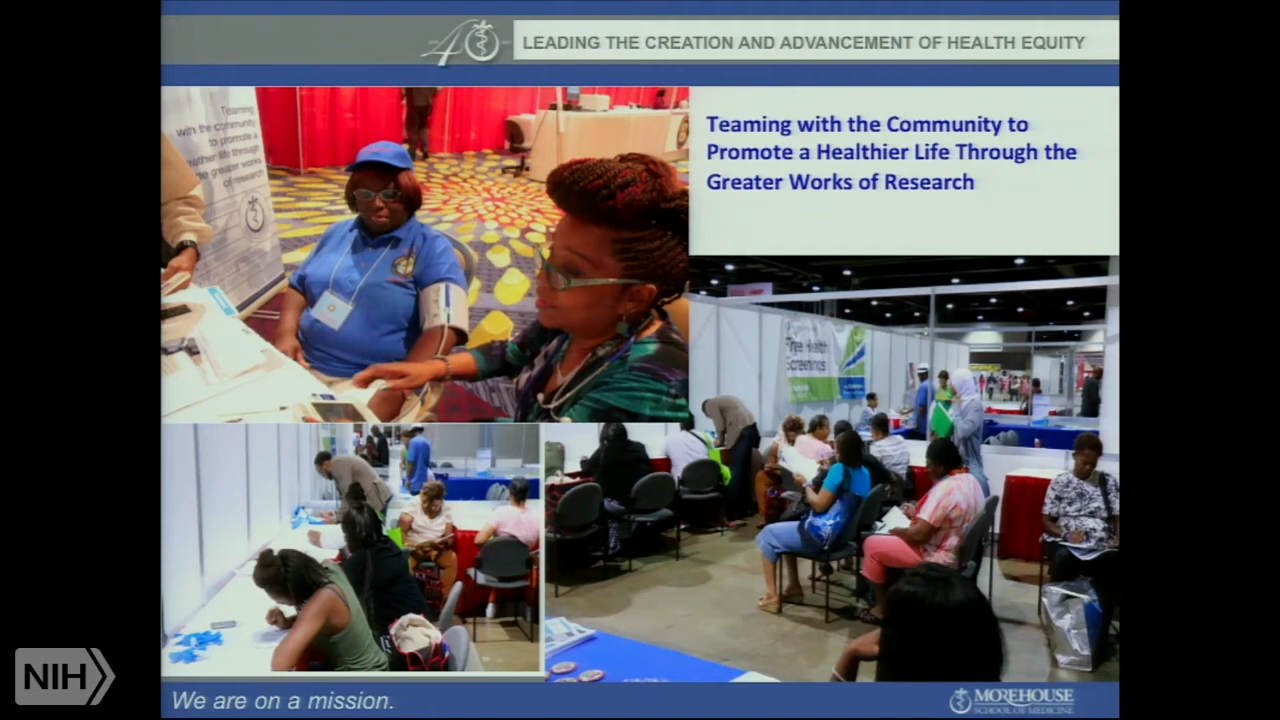 40
LEADING THE CREATION AND ADVANCEMENT OF HEALTH EQUITY
Teaming
with the community
to promote a
healthier life through
the greater works
of research
Teaming with the Community to
Promote a Healthier Life Through the
Greater Works of Research
Free Health
Screenings
NIH
We are on a mission.
MOREHOUSE
SCHOOL OF MEDICINE